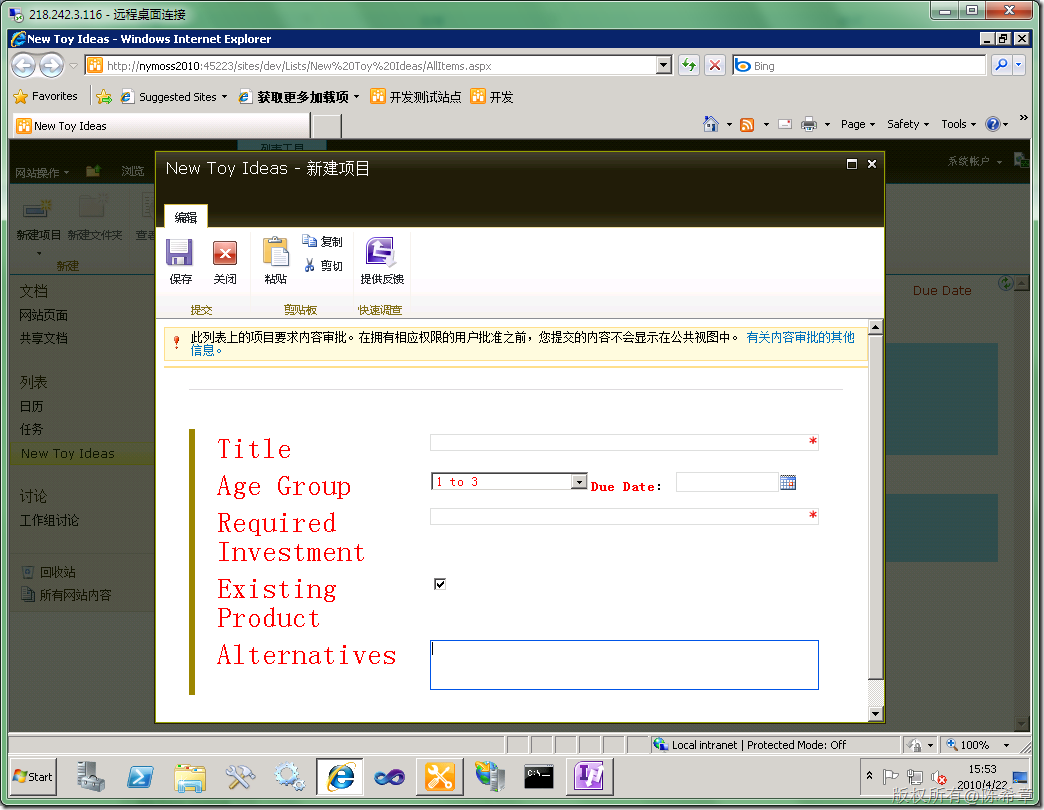 218.242.3.116 - 远程桌面连接
New Toy Ideas - Windows Internet Explorer
http://nymoss2010:45223/sites/dev/Lists/New%20Toy%20Ideas/AllItems.aspx
Bing
Favorites
Suggested Sites
获取更多加载项
开发测试站点
开发
New Toy Ideas
Page
Safety
Tools
列表工具
网站操作
浏览
系统帐户
New Toy Ideas - 新建项目
编辑
新建项目
新建文件夹
查看
新建
保存
关闭
粘贴
复制
剪切
提供反馈
提交
剪贴板
快速调查
文档
网站页面
共享文档
列表
日历
任务
New Toy Ideas
讨论
工作组讨论
回收站
所有网站内容
Due Date
此列表上的项目要求内容审批。在拥有相应权限的用户批准之前，您提交的内容不会显示在公共视图中。 有关内容审批的其他
信息。
Title *
Age Group 1 to 3 Due Date:
Required *
Investment
Existing
Product
Alternatives
Local intranet | Protected Mode: Off
100%
Start
C:\
15:53
2010/4/22
版权所有@陈希章